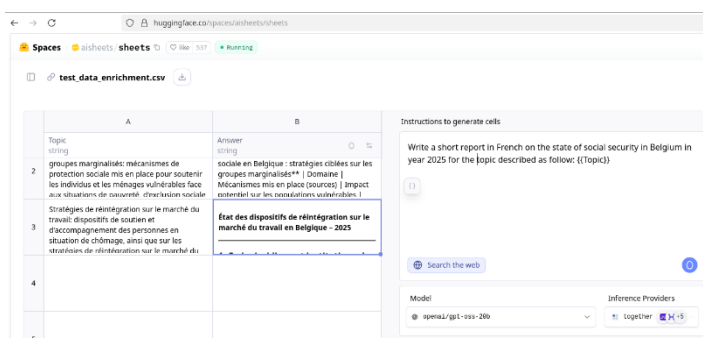 huggingface.co/spaces/aisheets/sheets
Spaces aisheets/sheets like 537 Running
test_data_enrichment.csv
A B
Topic
string
Answer
string
2
groupes marginalisés: mécanismes de
protection sociale mis en place pour soutenir
les individus et les ménages vulnérables face
aux situations de pauvreté, d'exclusion sociale
sociale en Belgique : stratégies ciblées sur les
groupes marginalisés** | Domaine |
Mécanismes mis en place (sources) | Impact
potentiel sur les populations vulnérables |
3
Stratégies de réintégration sur le marché du
travail: dispositifs de soutien et
d'accompagnement des personnes en
situation de chômage, ainsi que sur les
stratégies de réintégration sur le marché du
État des dispositifs de réintégration sur le
marché du travail en Belgique – 2025
4
Instructions to generate cells
Write a short report in French on the state of social security in Belgium in
year 2025 for the topic described as follow: {{Topic}}
{}
Search the web
Model
openai/gpt-oss-20b
Inference Providers
together +5